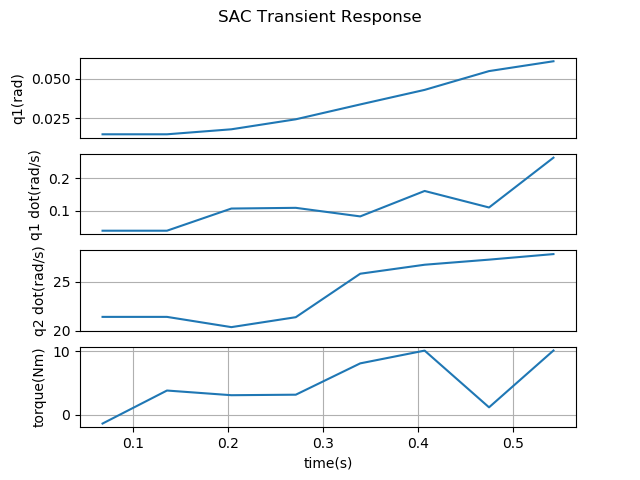 SAC Transient Response
q1(rad)
0.050
0.025
q1 dot(rad/s)
0.2
0.1
q2 dot(rad/s)
25
20
torque(Nm)
10
0
0.1 0.2 0.3 0.4 0.5
time(s)